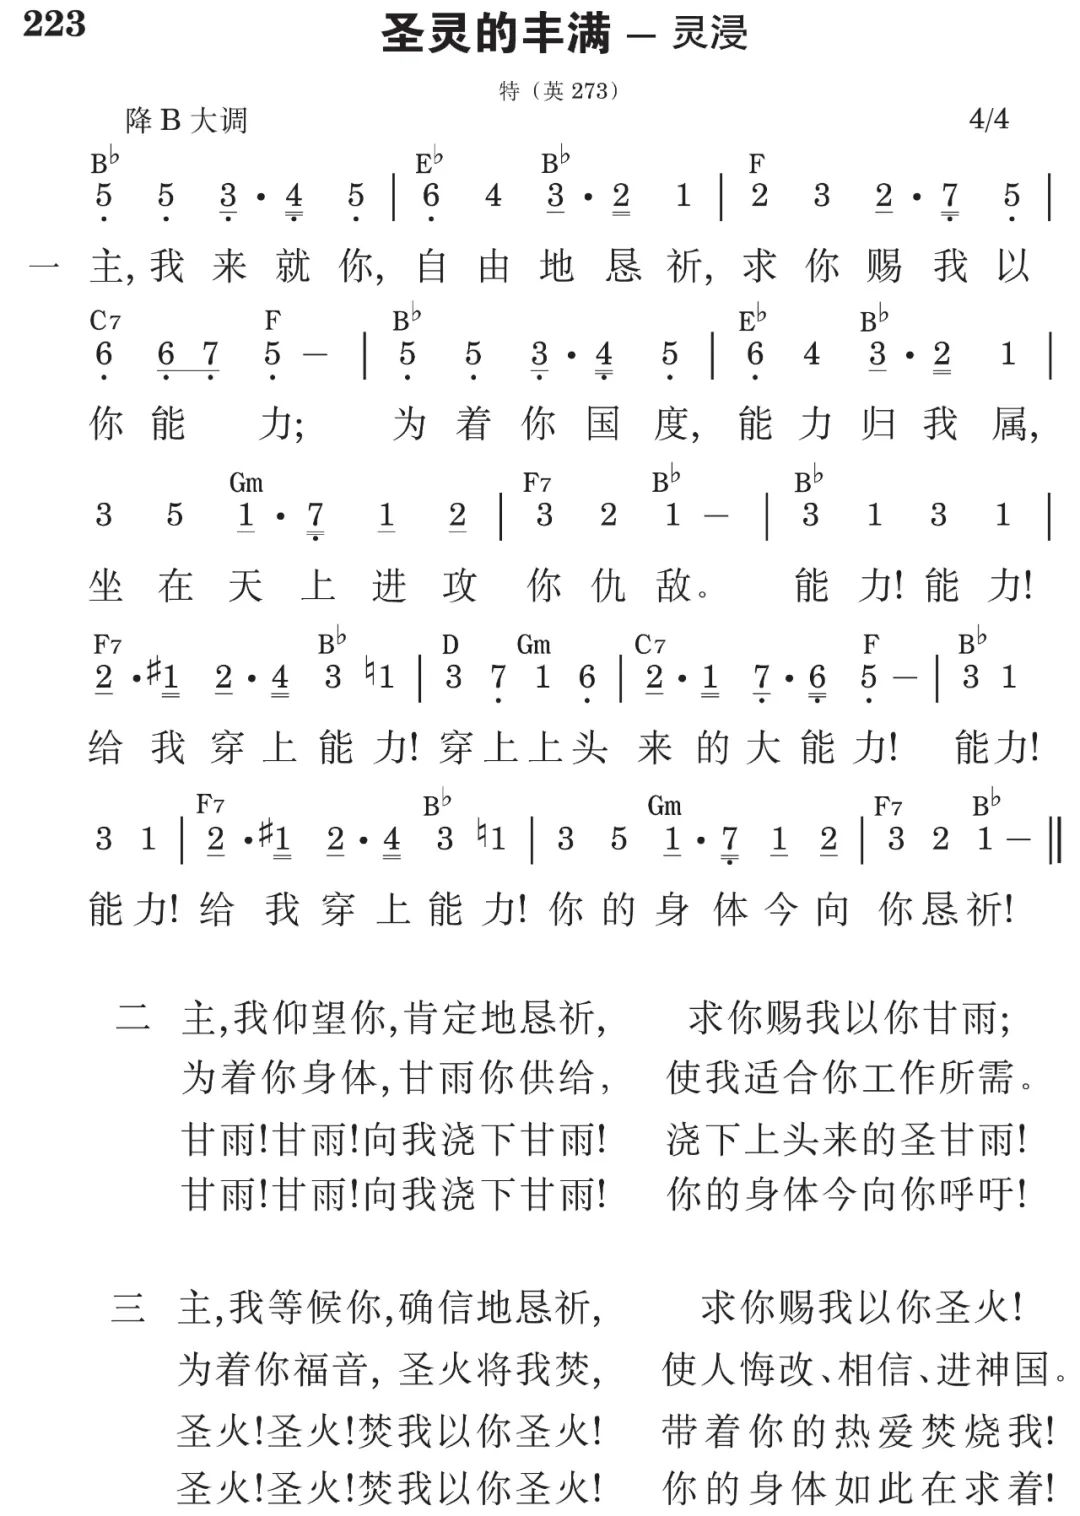 223 圣灵的丰满 — 灵浸
特（英 273）
降 B 大调 4/4
B♭ E♭ B♭ F
5̣ 5̣ 3̣ · 4̣ 5̣ | 6̣ 4 3 · 2 1 | 2 3 2 · 7̣ 5̣ |
一 主, 我 来 就 你, 自 由 地 恳 祈, 求 你 赐 我 以
C7 F B♭ E♭ B♭
6̣ 6̣ 7̣ 5̣ — | 5̣ 5̣ 3̣ · 4̣ 5̣ | 6̣ 4 3 · 2 1 |
你 能 力; 为 着 你 国 度, 能 力 归 我 属,
Gm F7 B♭ B♭
3 5 1 · 7̣ 1 2 | 3 2 1 — | 3 1 3 1 |
坐 在 天 上 进 攻 你 仇 敌。 能 力! 能 力!
F7 B♭ D Gm C7 F B♭
2 · ♯1 2 · 4 3 ♮1 | 3 7̣ 1 6̣ | 2 · 1 7̣ · 6̣ 5̣ — | 3 1
给 我 穿 上 能 力! 穿 上 上 头 来 的 大 能 力! 能 力!
F7 B♭ Gm F7 B♭
3 1 | 2 · ♯1 2 · 4 3 ♮1 | 3 5 1 · 7̣ 1 2 | 3 2 1 — ‖
能 力! 给 我 穿 上 能 力! 你 的 身 体 今 向 你 恳 祈!
二 主,我仰望你,肯定地恳祈, 求你赐我以你甘雨;
为着你身体,甘雨你供给, 使我适合你工作所需。
甘雨!甘雨!向我浇下甘雨! 浇下上头来的圣甘雨!
甘雨!甘雨!向我浇下甘雨! 你的身体今向你呼吁!
三 主,我等候你,确信地恳祈, 求你赐我以你圣火!
为着你福音, 圣火将我焚, 使人悔改、相信、进神国。
圣火!圣火!焚我以你圣火! 带着你的热爱焚烧我!
圣火!圣火!焚我以你圣火! 你的身体如此在求着!